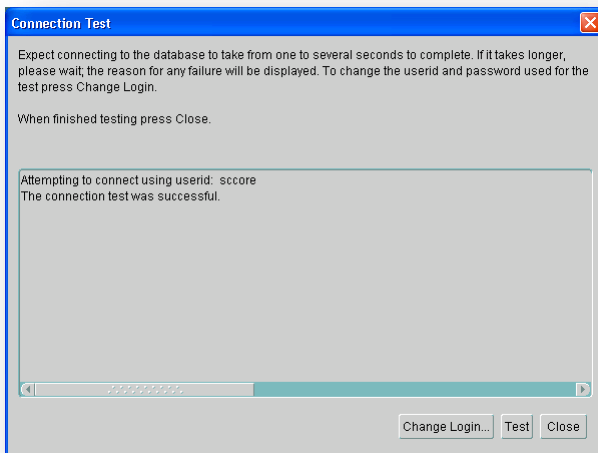 Connection Test
Expect connecting to the database to take from one to several seconds to complete. If it takes longer,
please wait; the reason for any failure will be displayed. To change the userid and password used for the
test press Change Login.
When finished testing press Close.
Attempting to connect using userid: sccore
The connection test was successful.
Change Login... Test Close